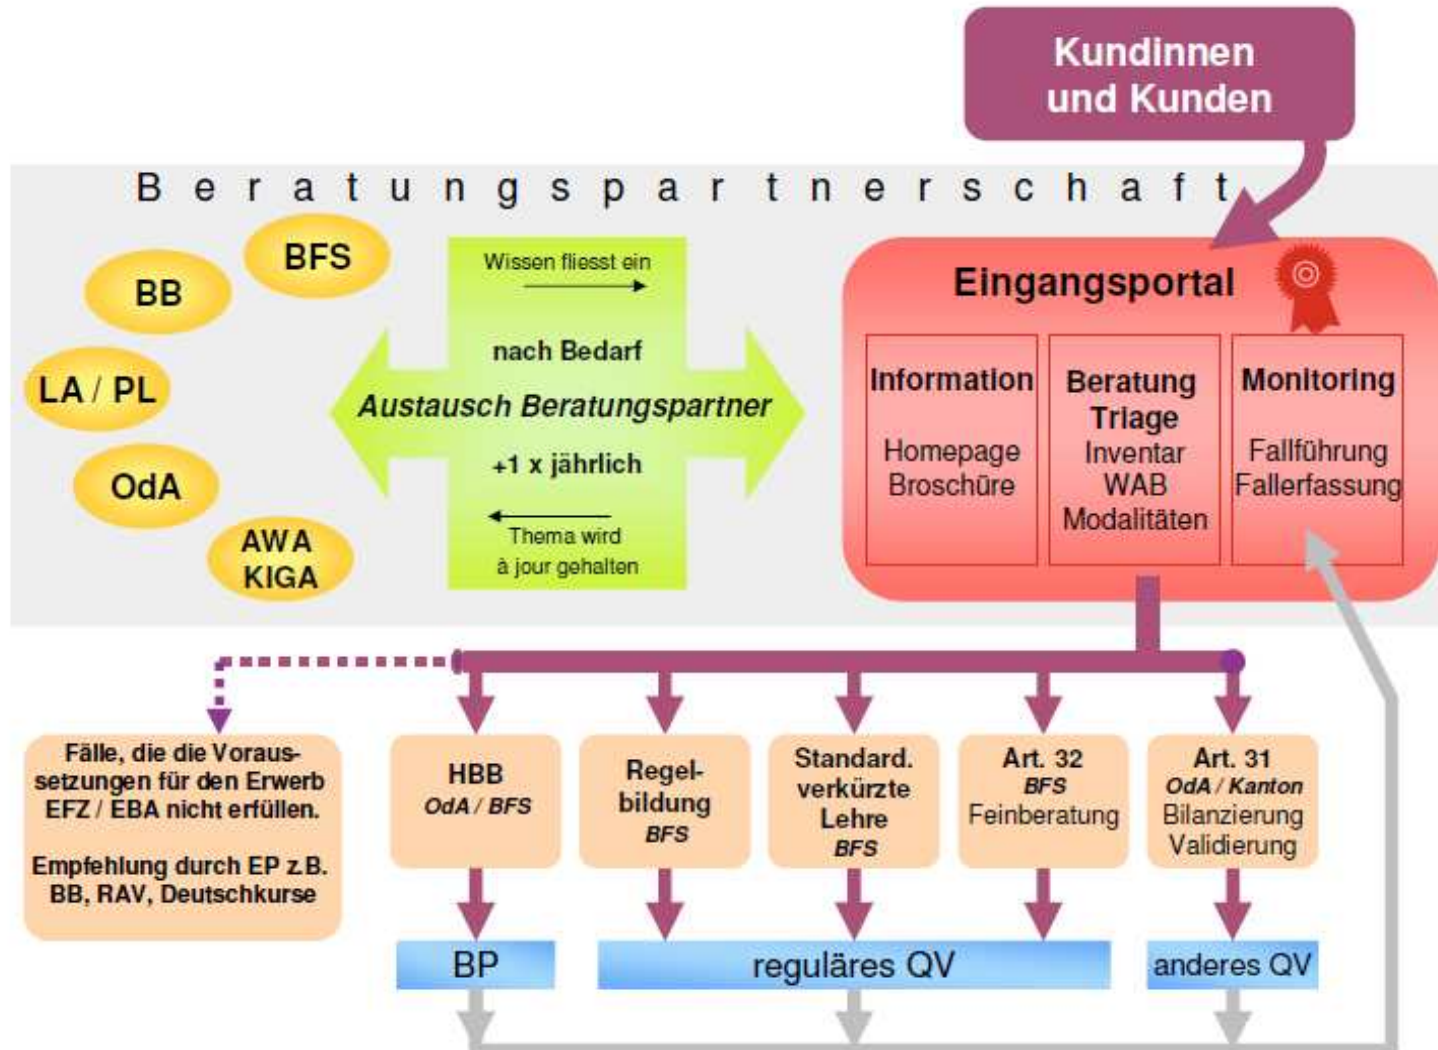 Kundinnen
und Kunden
Beratungspartnerschaft
BFS
BB
LA / PL
OdA
AWA
KIGA
Wissen fliesst ein
nach Bedarf
Austausch Beratungspartner
+1 x jährlich
Thema wird
à jour gehalten
Eingangsportal
Information
Homepage
Broschüre
Beratung
Triage
Inventar
WAB
Modalitäten
Monitoring
Fallführung
Fallerfassung
Fälle, die die Voraus-
setzungen für den Erwerb
EFZ / EBA nicht erfüllen.
Empfehlung durch EP z.B.
BB, RAV, Deutschkurse
HBB
OdA / BFS
Regel-
bildung
BFS
Standard.
verkürzte
Lehre
BFS
Art. 32
BFS
Feinberatung
Art. 31
OdA / Kanton
Bilanzierung
Validierung
BP
reguläres QV
anderes QV